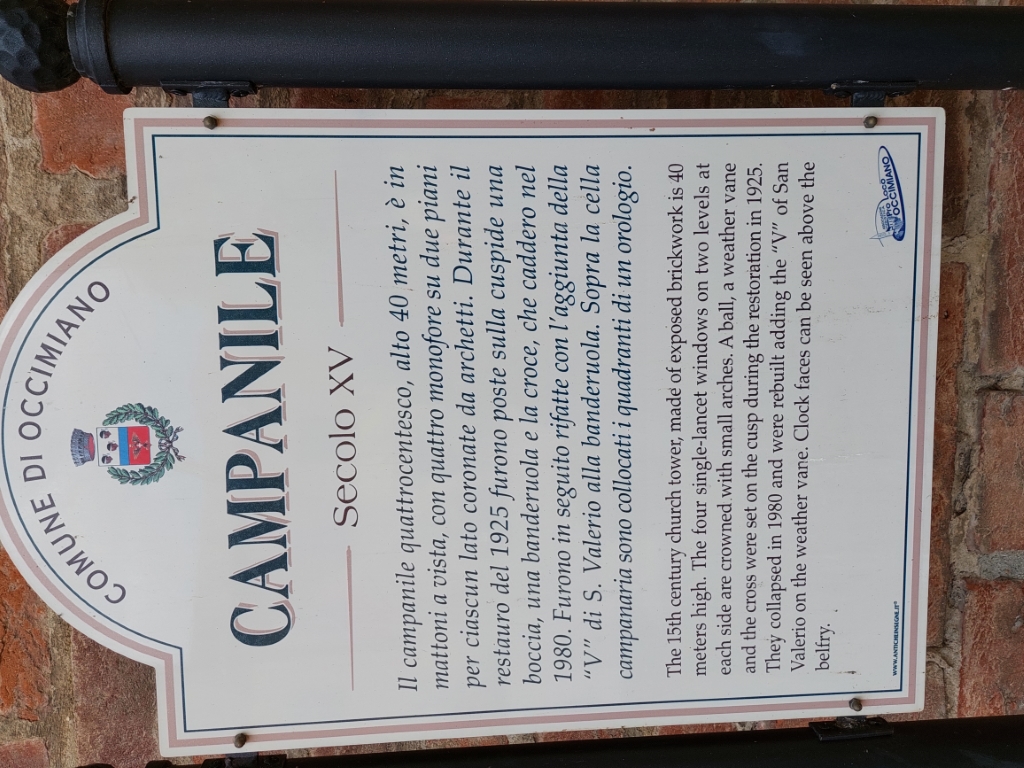 COMUNE DI OCCIMIANO
CAMPANILE
Secolo XV
Il campanile quattrocentesco, alto 40 metri, è in
mattoni a vista, con quattro monofore su due piani
per ciascun lato coronate da archetti. Durante il
restauro del 1925 furono poste sulla cuspide una
boccia, una banderuola e la croce, che caddero nel
1980. Furono in seguito rifatte con l'aggiunta della
“V” di S. Valerio alla banderuola. Sopra la cella
campanaria sono collocati i quadranti di un orologio.
The 15th century church tower, made of exposed brickwork is 40
meters high. The four single-lancet windows on two levels at
each side are crowned with small arches. A ball, a weather vane
and the cross were set on the cusp during the restoration in 1925.
They collapsed in 1980 and were rebuilt adding the “V” of San
Valerio on the weather vane. Clock faces can be seen above the
belfry.
WWW.ANTICHEINSEGNE.IT
PRO LOCO
OCCIMIANO